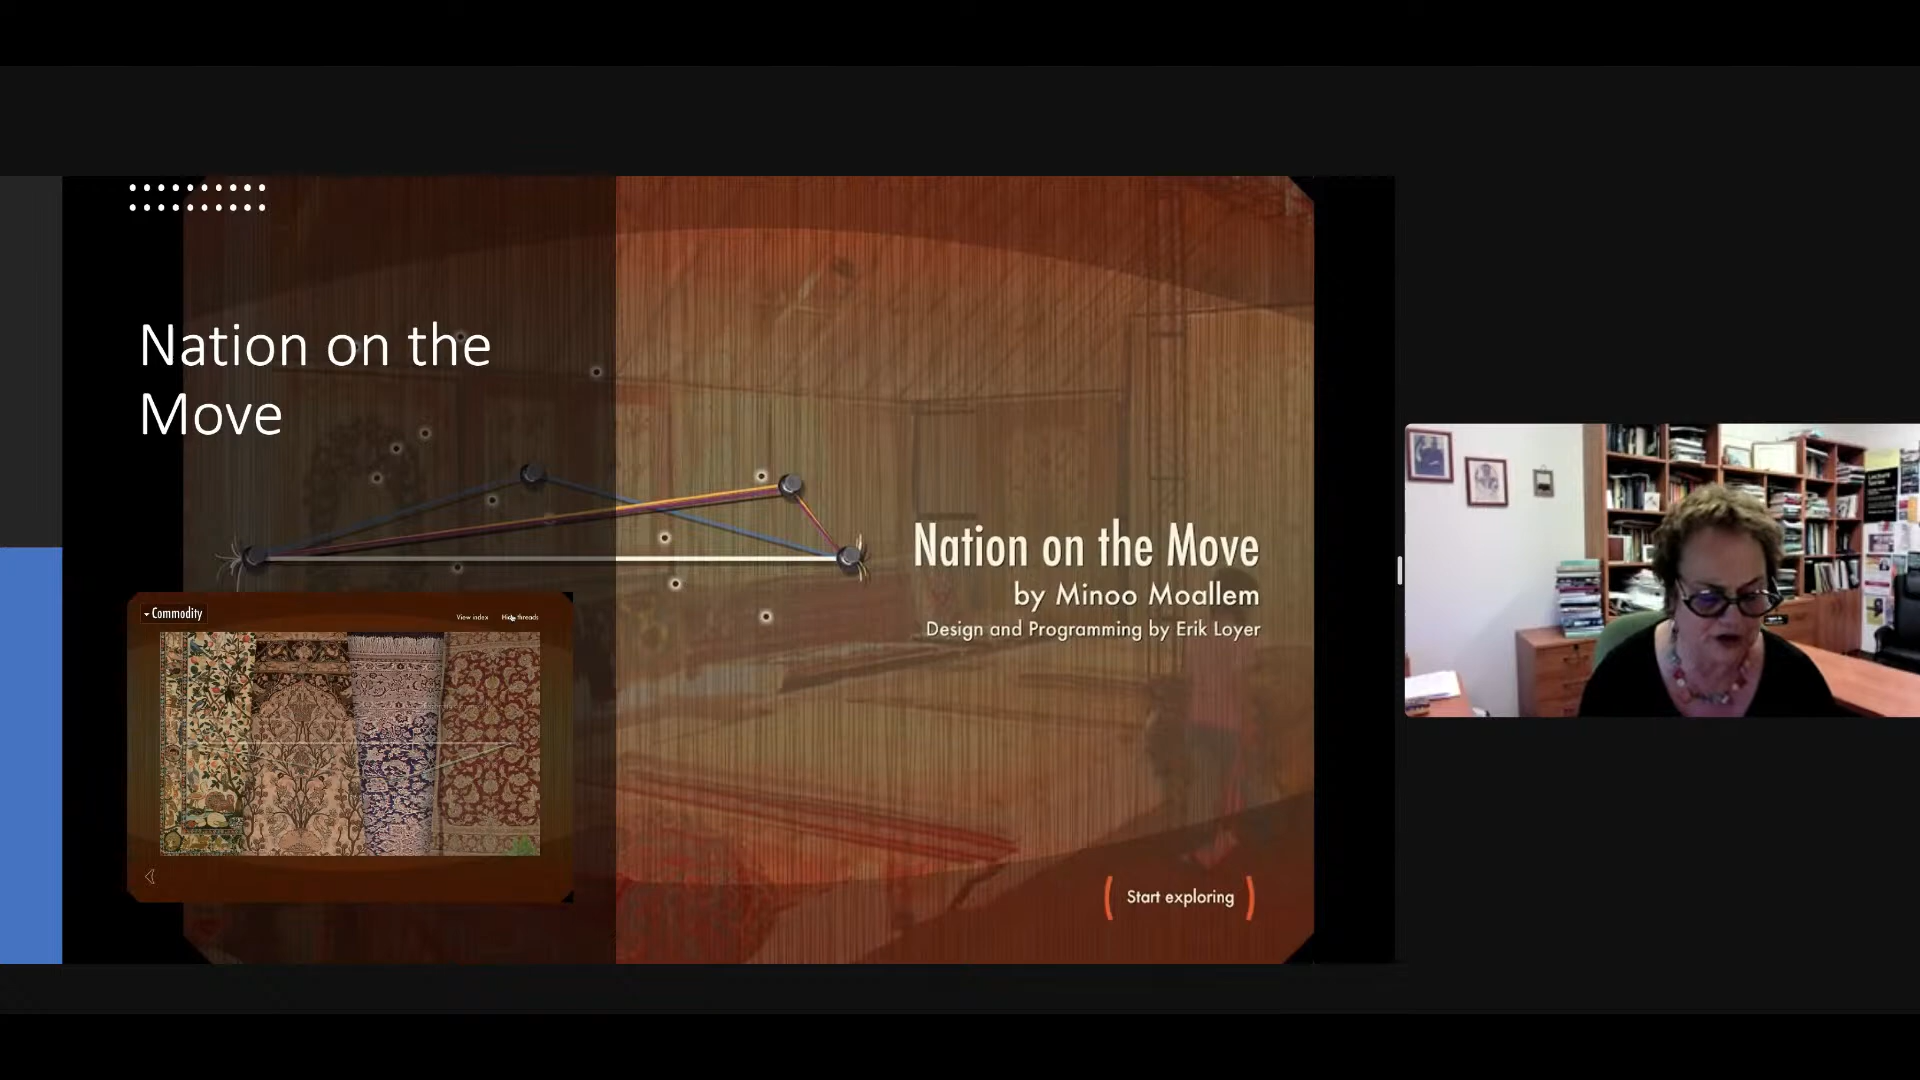 Nation on the
Move
Nation on the Move
by Minoo Moallem
Design and Programming by Erik Loyer
Commodity
View index
Hide threads
Start exploring